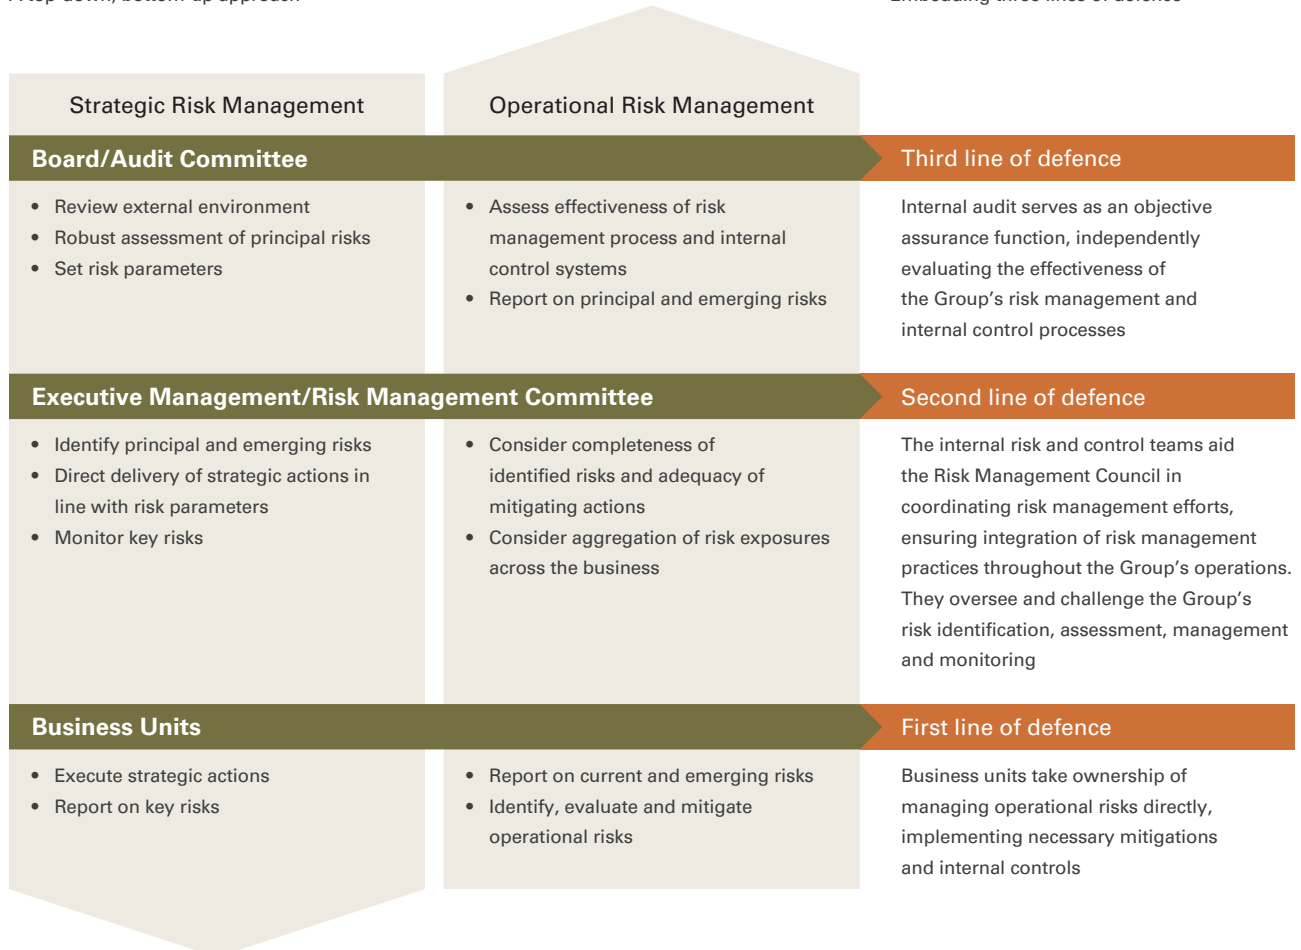 Strategic Risk Management
Operational Risk Management
Board/Audit Committee
Third line of defence
• Review external environment
• Robust assessment of principal risks
• Set risk parameters
• Assess effectiveness of risk
management process and internal
control systems
• Report on principal and emerging risks
Internal audit serves as an objective
assurance function, independently
evaluating the effectiveness of
the Group’s risk management and
internal control processes
Executive Management/Risk Management Committee
Second line of defence
• Identify principal and emerging risks
• Direct delivery of strategic actions in
line with risk parameters
• Monitor key risks
• Consider completeness of
identified risks and adequacy of
mitigating actions
• Consider aggregation of risk exposures
across the business
The internal risk and control teams aid
the Risk Management Council in
coordinating risk management efforts,
ensuring integration of risk management
practices throughout the Group’s operations.
They oversee and challenge the Group’s
risk identification, assessment, management
and monitoring
Business Units
First line of defence
• Execute strategic actions
• Report on key risks
• Report on current and emerging risks
• Identify, evaluate and mitigate
operational risks
Business units take ownership of
managing operational risks directly,
implementing necessary mitigations
and internal controls